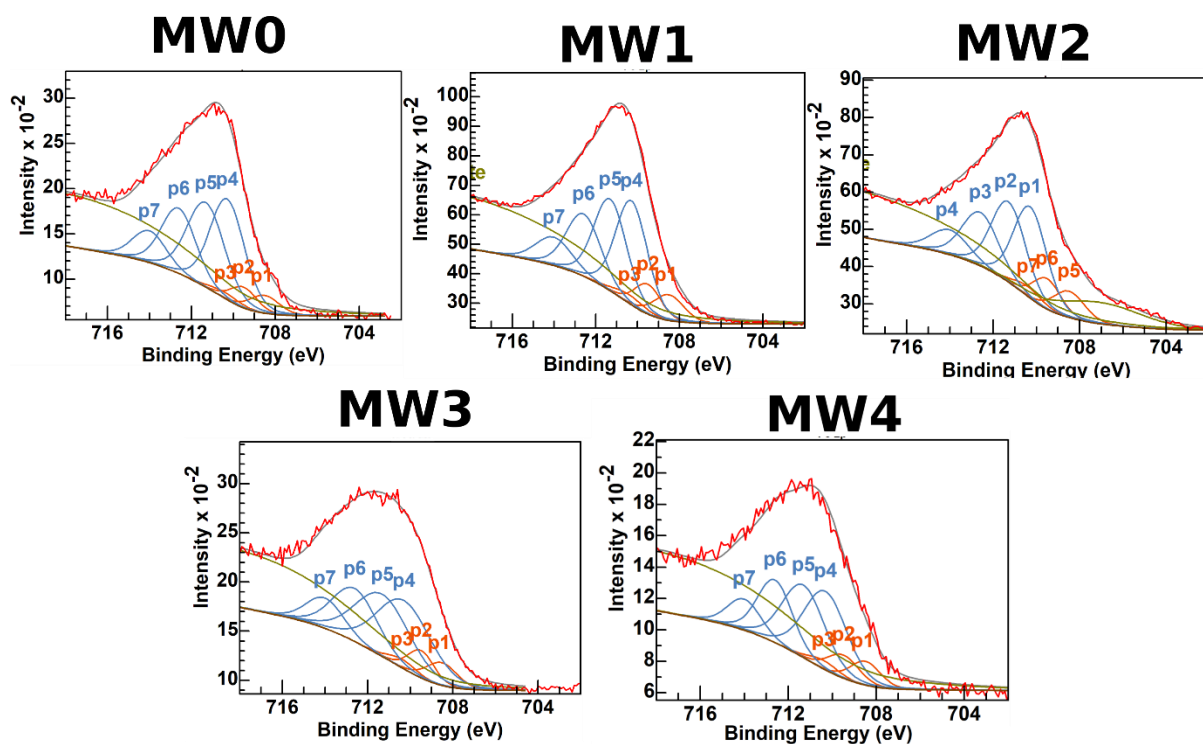 MW0
MW1
MW2
Intensity x 10⁻²
30
25
20
15
10
p7
p6
p5
p4
p3
p2
p1
716
712
708
704
Binding Energy (eV)
Intensity x 10⁻²
100
90
80
70
60
50
40
30
te
p7
p6
p5
p4
p3
p2
p1
716
712
708
704
Binding Energy (eV)
Intensity x 10⁻²
90
80
70
60
50
40
30
p4
p3
p2
p1
p7
p6
p5
716
712
708
704
Binding Energy (eV)
MW3
MW4
Intensity x 10⁻²
30
25
20
15
10
p7
p6
p5
p4
p3
p2
p1
716
712
708
704
Binding Energy (eV)
Intensity x 10⁻²
22
20
18
16
14
12
10
8
6
p7
p6
p5
p4
p3
p2
p1
716
712
708
704
Binding Energy (eV)